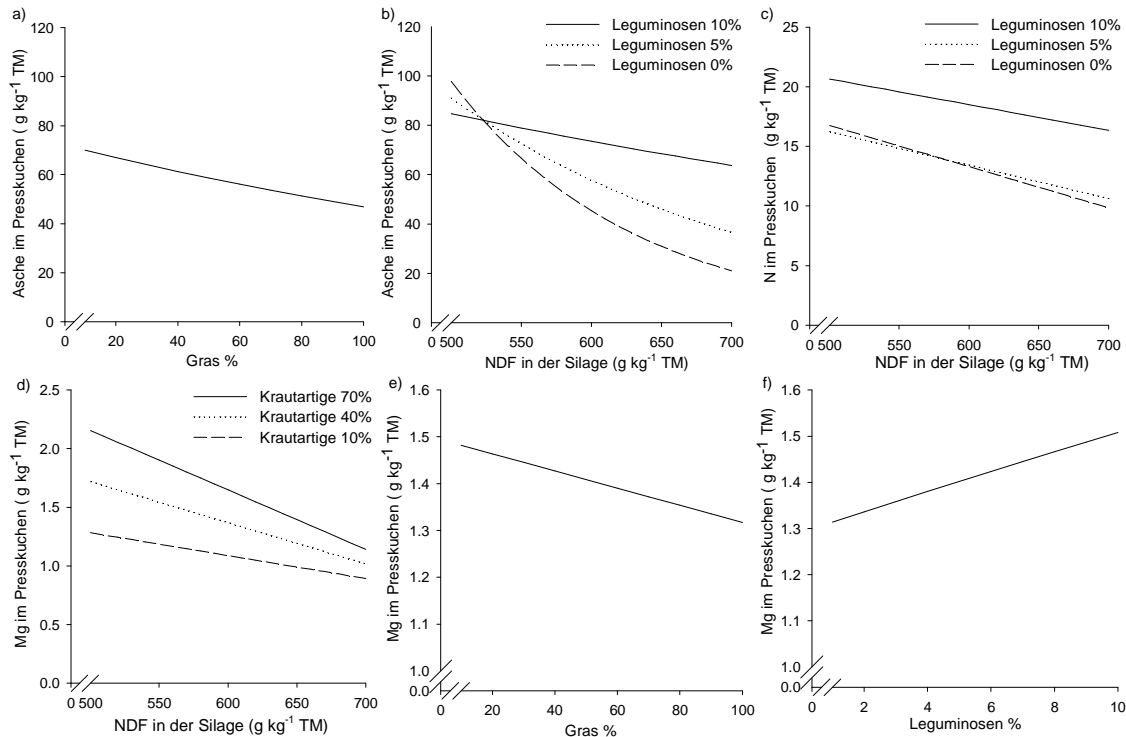 a)
120
100
80
60
40
20
0
Asche im Presskuchen ( g kg⁻¹ TM)
0 20 40 60 80 100
Gras %
b)
Leguminosen 10%
Leguminosen 5%
Leguminosen 0%
120
100
80
60
40
20
0
Asche im Presskuchen ( g kg⁻¹ TM)
0 500 550 600 650 700
NDF in der Silage (g kg⁻¹ TM)
c)
Leguminosen 10%
Leguminosen 5%
Leguminosen 0%
25
20
15
10
5
0
N im Presskuchen (g kg⁻¹ TM)
0 500 550 600 650 700
NDF in der Silage (g kg⁻¹ TM)
d)
Krautartige 70%
Krautartige 40%
Krautartige 10%
2.5
2.0
1.5
1.0
0.5
0.0
Mg im Presskuchen ( g kg⁻¹ TM)
0 500 550 600 650 700
NDF in der Silage (g kg⁻¹ TM)
e)
1.6
1.5
1.4
1.3
1.2
1.1
1.0
0.0
Mg im Presskuchen ( g kg⁻¹ TM)
0 20 40 60 80 100
Gras %
f)
1.6
1.5
1.4
1.3
1.2
1.1
1.0
0.0
Mg im Presskuchen ( g kg⁻¹ TM)
0 2 4 6 8 10
Leguminosen %